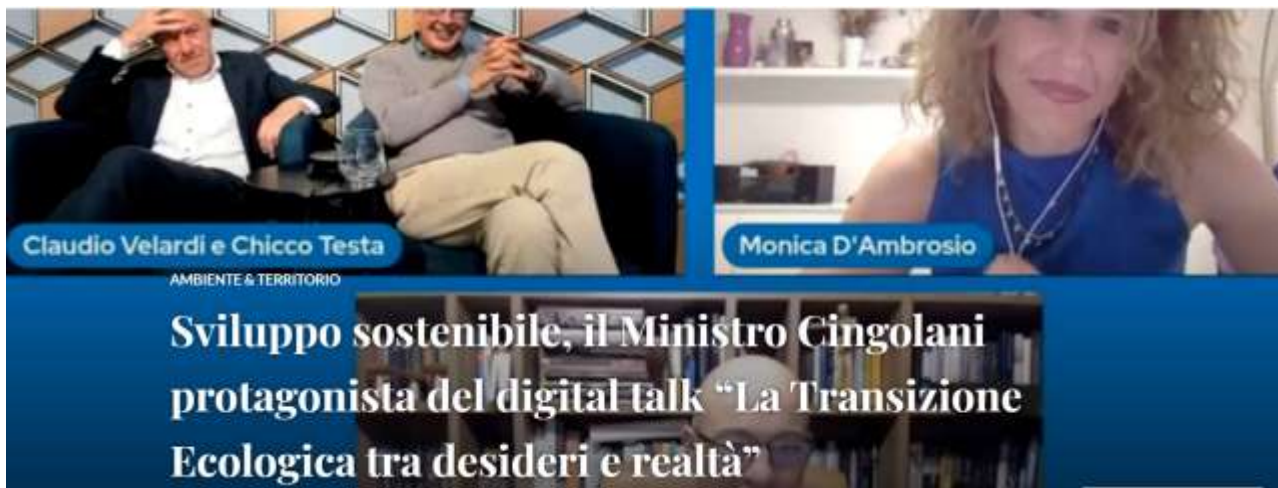 Claudio Velardi e Chicco Testa
Monica D'Ambrosio
AMBIENTE & TERRITORIO
Sviluppo sostenibile, il Ministro Cingolani
protagonista del digital talk “La Transizione
Ecologica tra desideri e realtà”